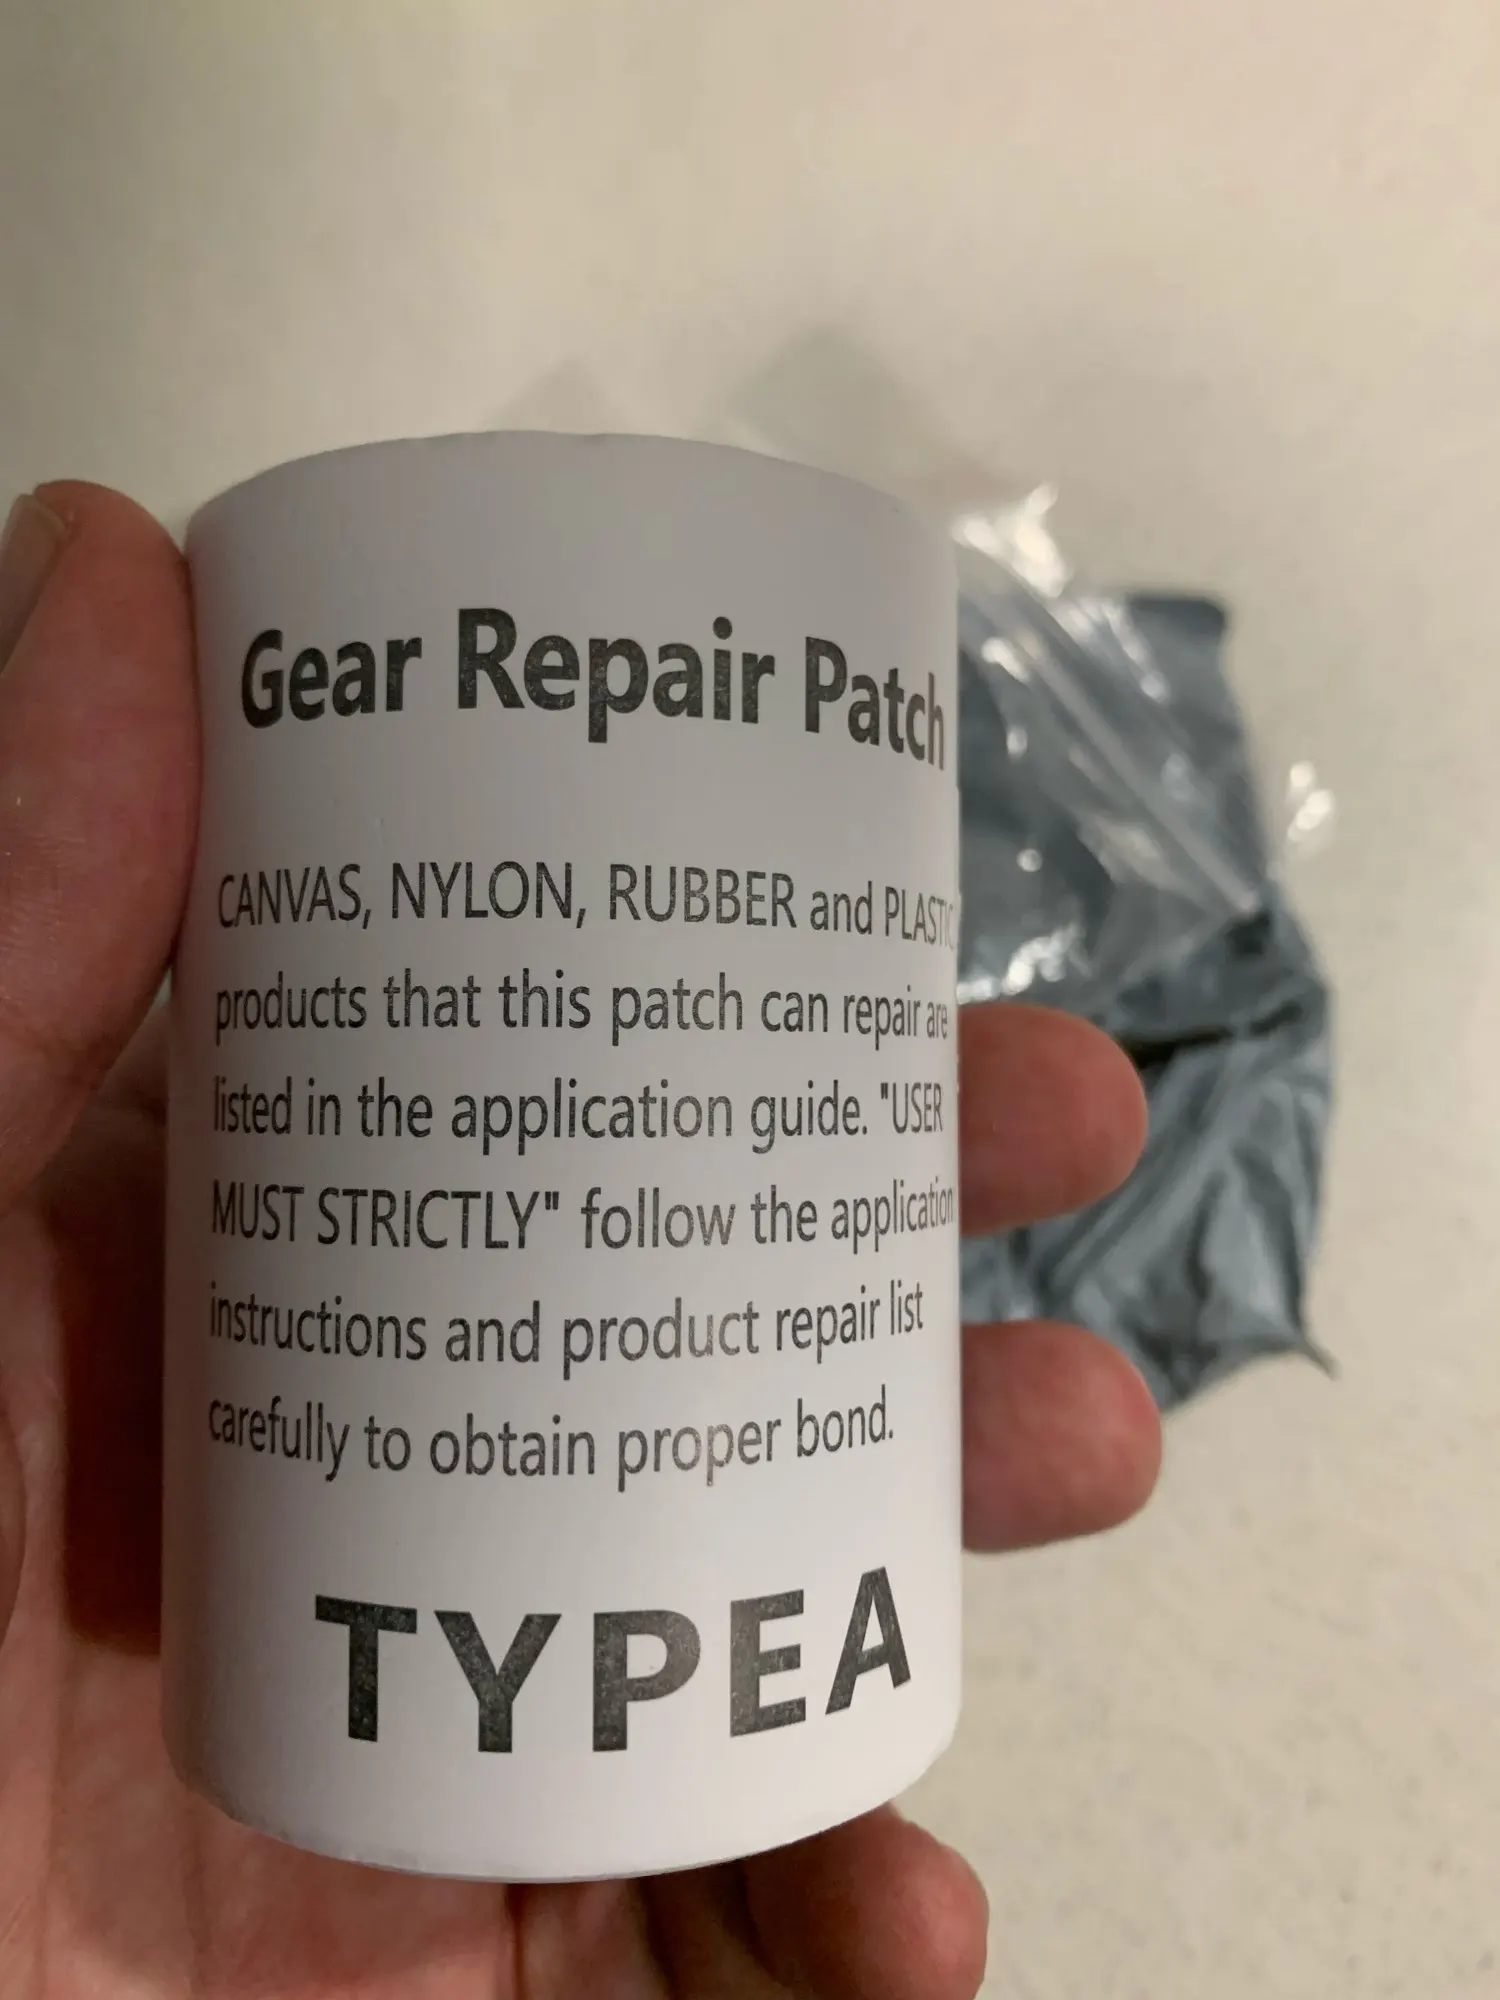 Gear Repair Patch
CANVAS, NYLON, RUBBER and PLASTIC
products that this patch can repair are
listed in the application guide. "USER
MUST STRICTLY" follow the application
instructions and product repair list
carefully to obtain proper bond.
TYPEA